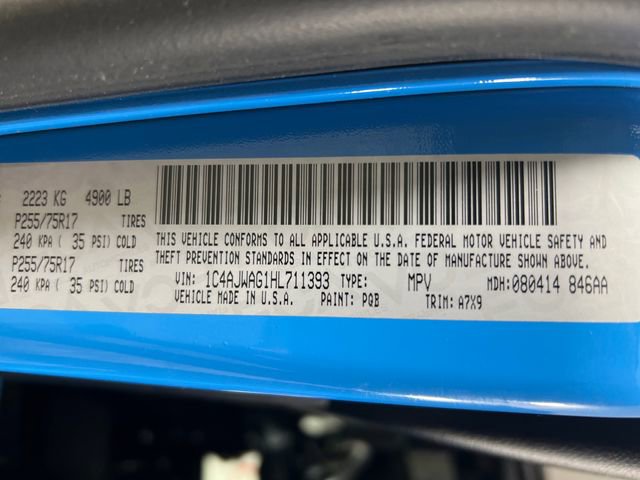 2223 KG 4900 LB
P255/75R17 TIRES
240 KPA ( 35 PSI) COLD
P255/75R17 TIRES
240 KPA ( 35 PSI) COLD
THIS VEHICLE CONFORMS TO ALL APPLICABLE U.S.A. FEDERAL MOTOR VEHICLE SAFETY AND
THEFT PREVENTION STANDARDS IN EFFECT ON THE DATE OF MANUFACTURE SHOWN ABOVE.
VIN: 1C4AJWAG1HL711393 TYPE: MPV MDH:080414 846AA
VEHICLE MADE IN U.S.A. PAINT: PQB TRIM: A7X9